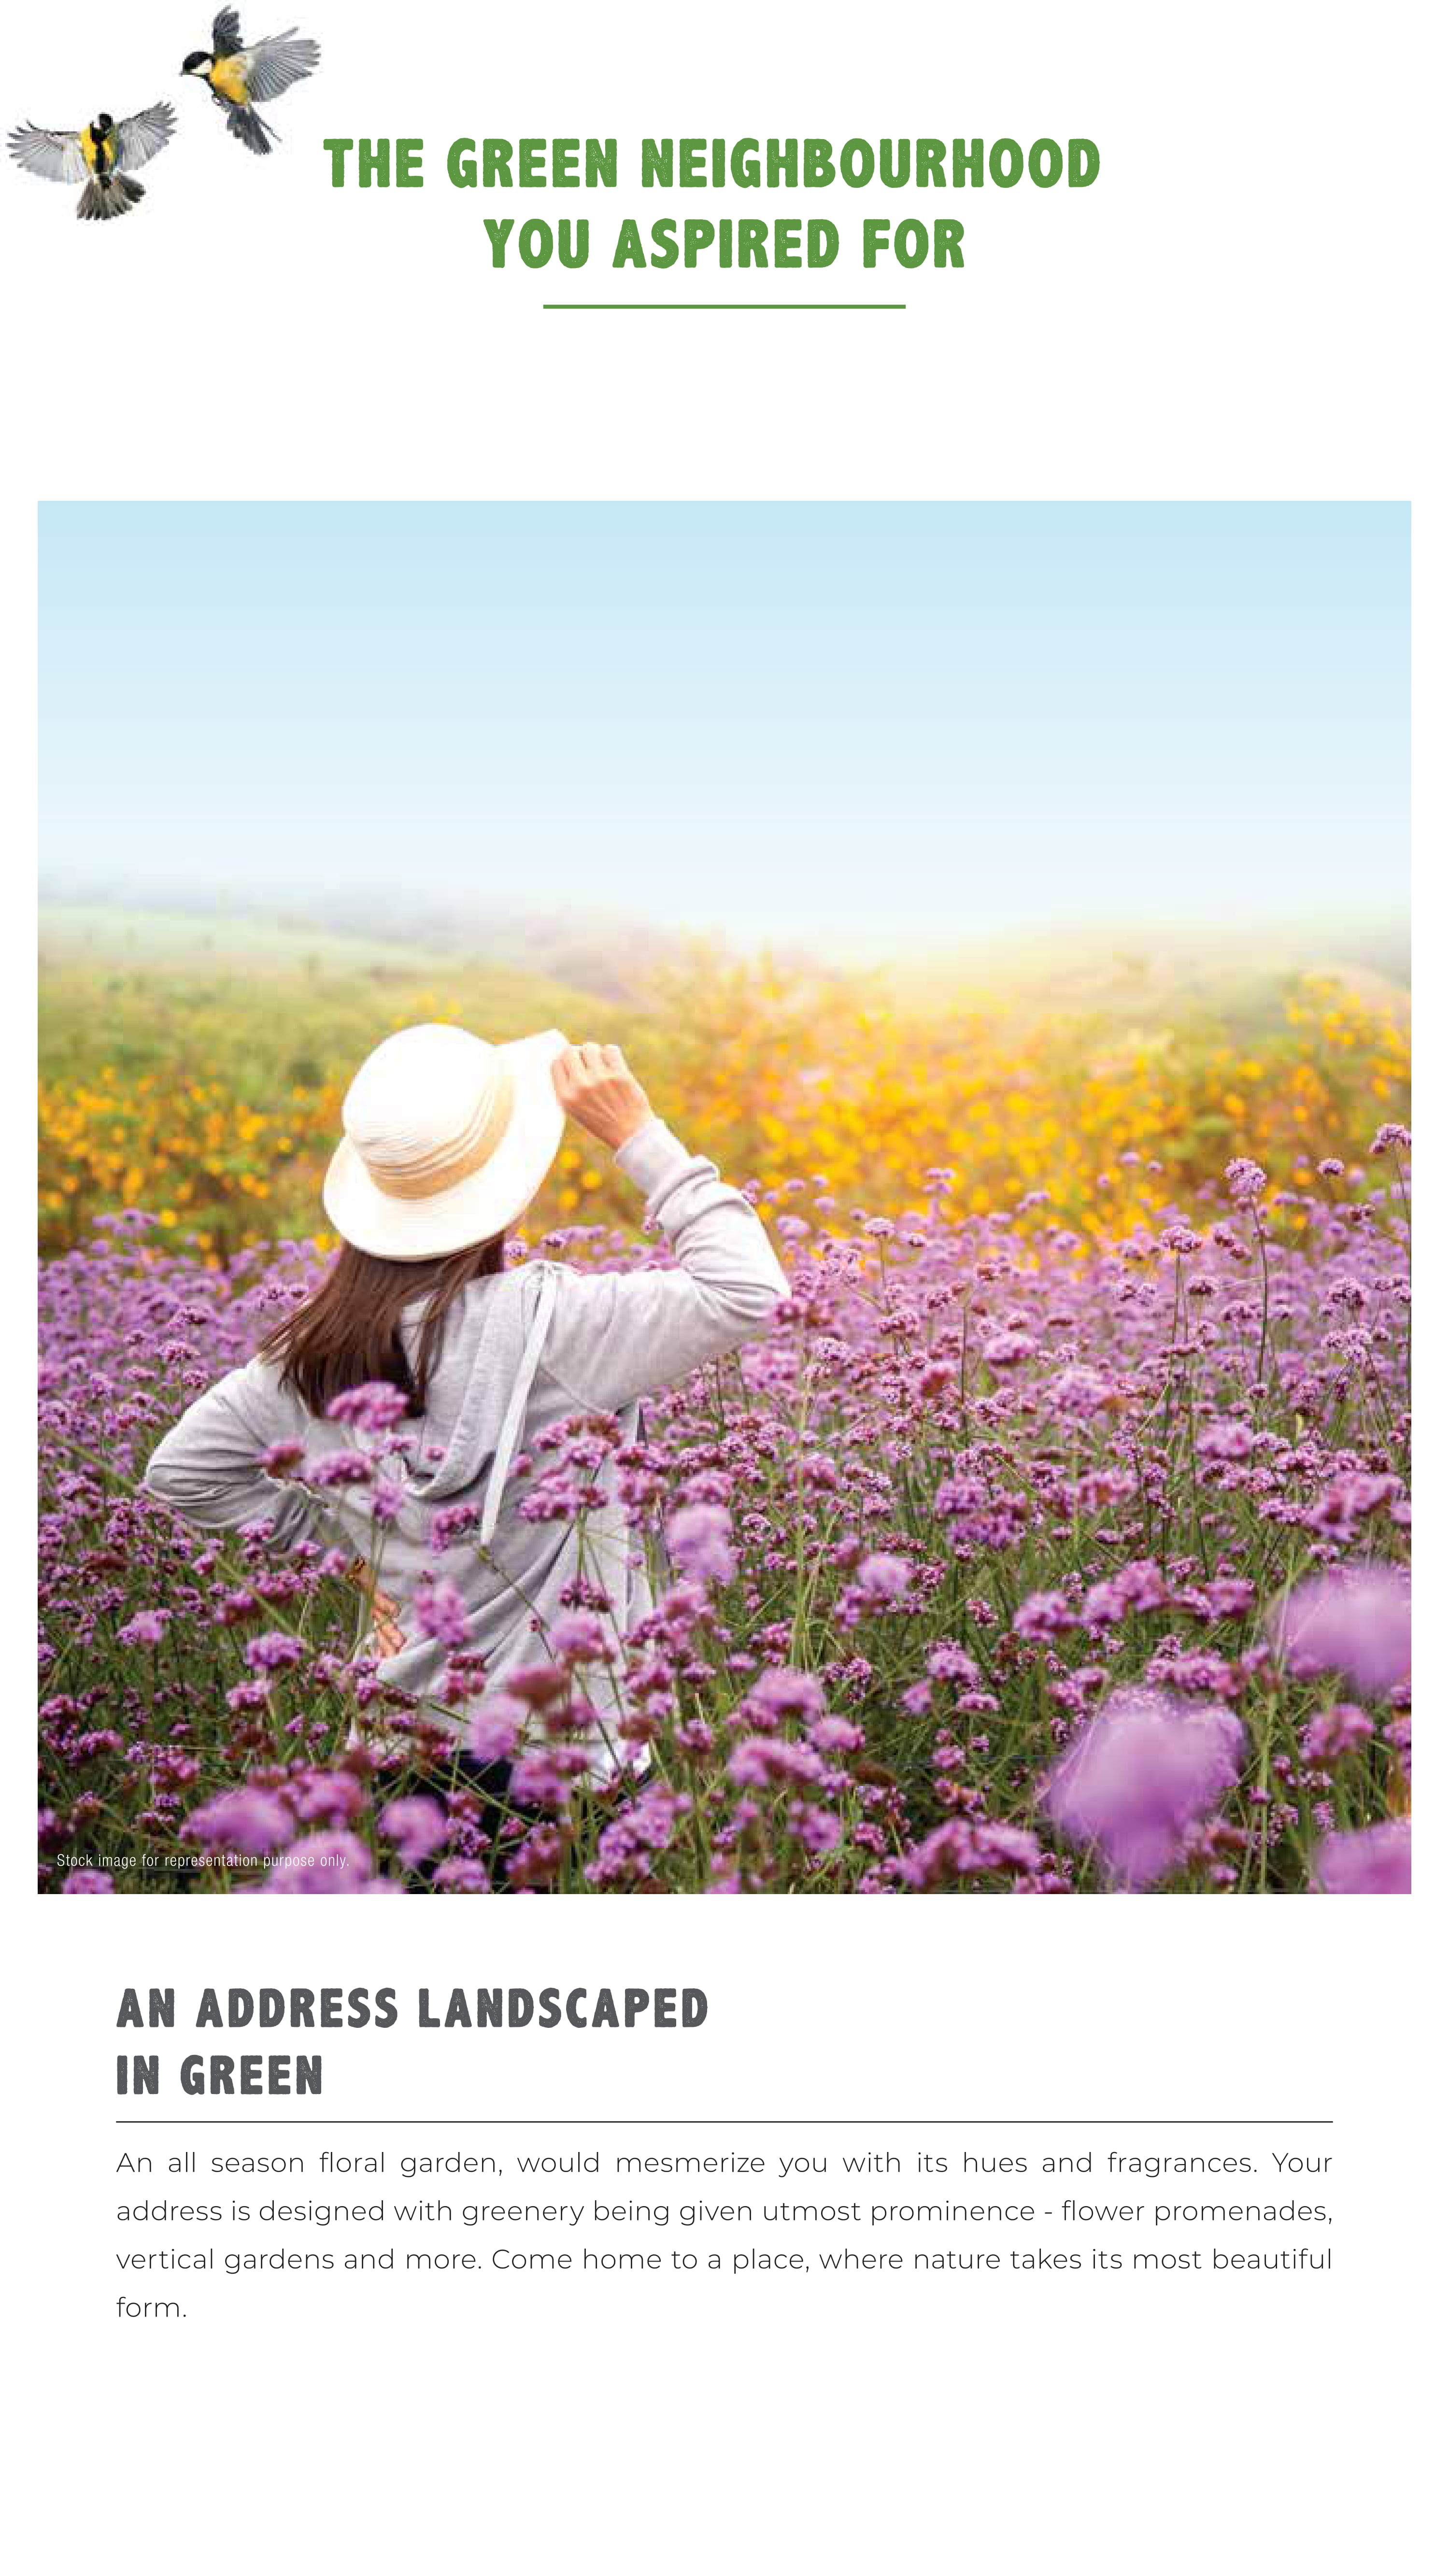 THE GREEN NEIGHBOURHOOD
YOU ASPIRED FOR
Stock image for representation purpose only.
AN ADDRESS LANDSCAPED
IN GREEN
An all season floral garden, would mesmerize you with its hues and fragrances. Your
address is designed with greenery being given utmost prominence - flower promenades,
vertical gardens and more. Come home to a place, where nature takes its most beautiful
form.